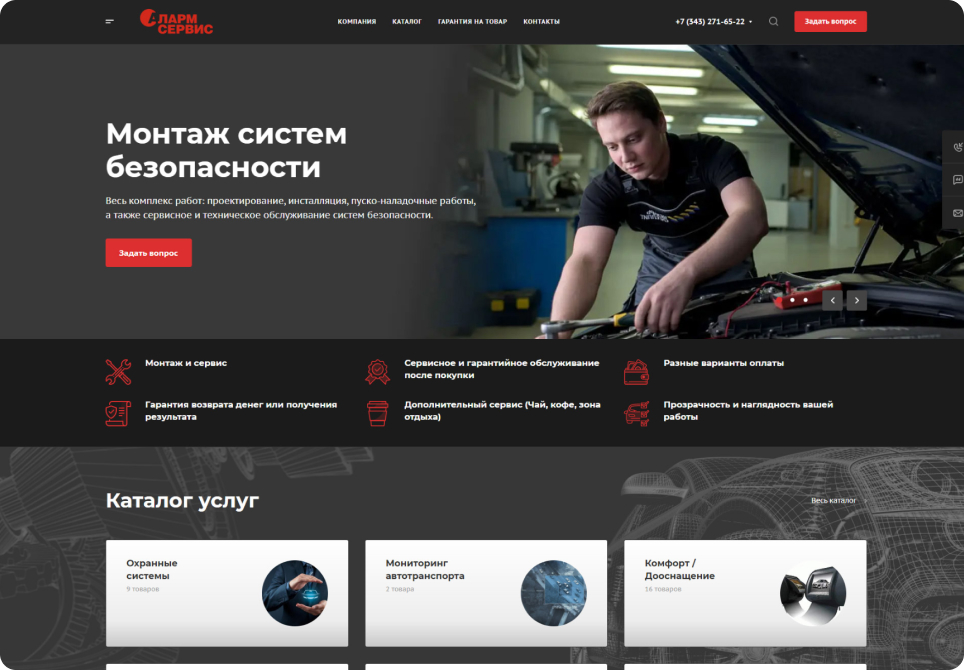 ЛАРМ
СЕРВИС
КОМПАНИЯ КАТАЛОГ ГАРАНТИЯ НА ТОВАР КОНТАКТЫ
+7 (343) 271-65-22
Задать вопрос
Монтаж систем
безопасности
Весь комплекс работ: проектирование, инсталляция, пуско-наладочные работы,
а также сервисное и техническое обслуживание систем безопасности.
Задать вопрос
Монтаж и сервис
Сервисное и гарантийное обслуживание
после покупки
Разные варианты оплаты
Гарантия возврата денег или получения
результата
Дополнительный сервис (Чай, кофе, зона
отдыха)
Прозрачность и наглядность вашей
работы
Каталог услуг
Весь каталог
Охранные
системы
9 товаров
Мониторинг
автотранспорта
2 товара
Комфорт /
Дооснащение
16 товаров